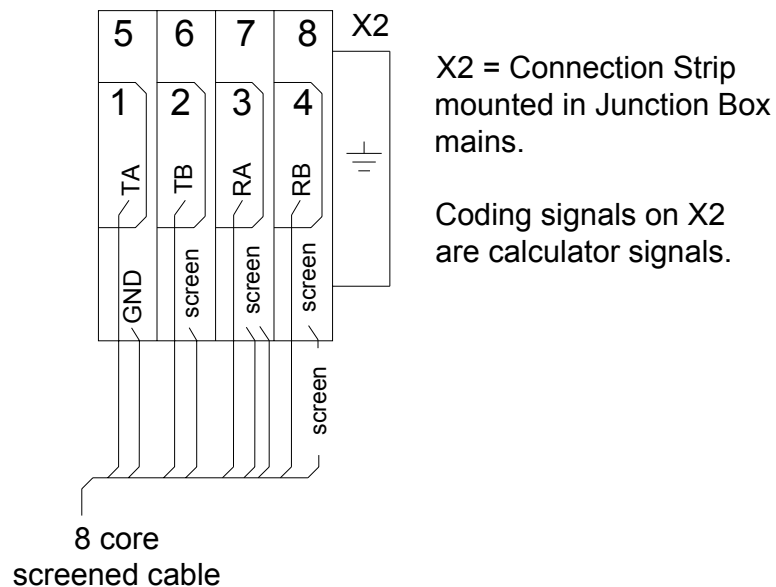 5 6 7 8 X2
1 2 3 4
TA TB RA RB
GND screen screen screen
screen
8 core
screened cable
X2 = Connection Strip
mounted in Junction Box
mains.
Coding signals on X2
are calculator signals.